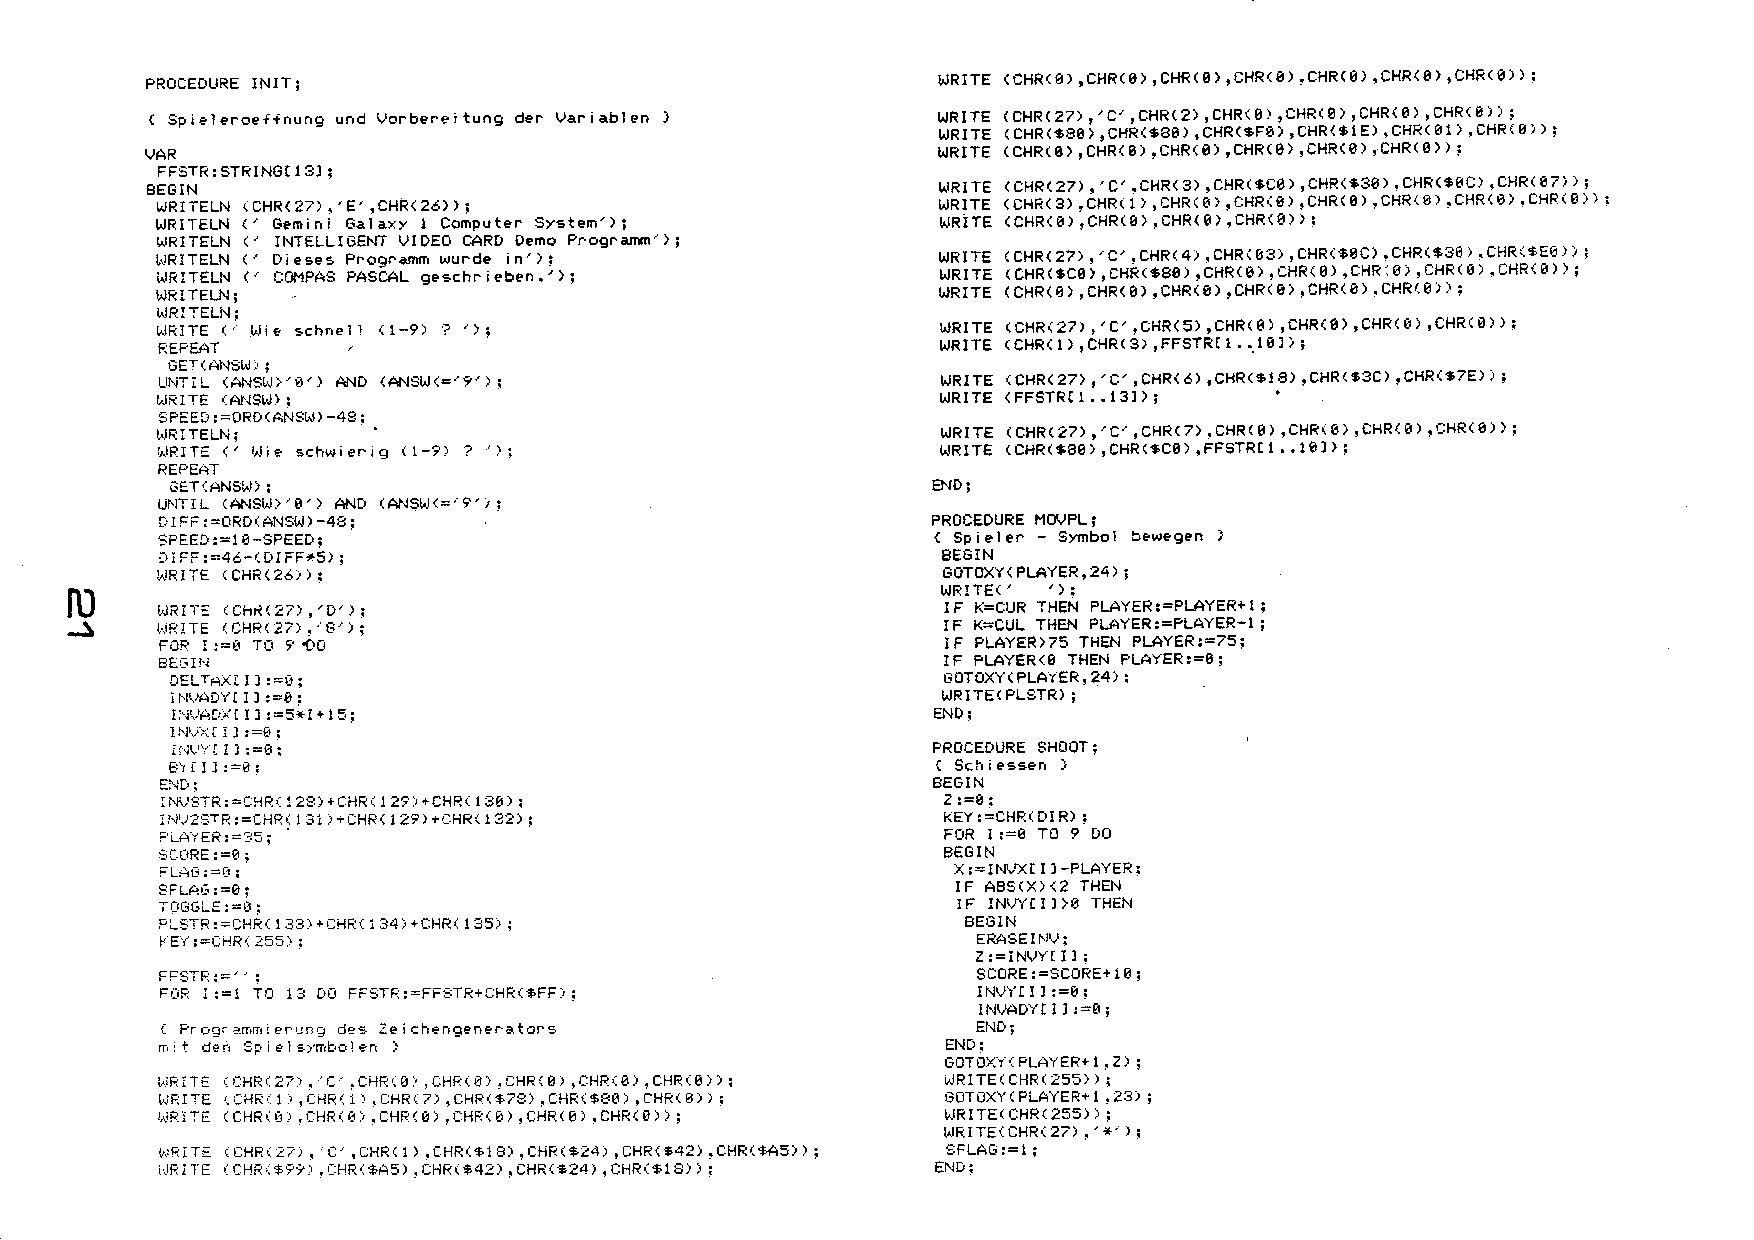 PROCEDURE INIT;
{ Spieleroeffnung und Vorbereitung der Variablen }
VAR
FFSTR:STRING[13];
BEGIN
WRITELN (CHR(27),'E',CHR(26));
WRITELN (' Gemini Galaxy 1 Computer System');
WRITELN (' INTELLIGENT VIDEO CARD Demo Programm');
WRITELN (' Dieses Programm wurde in');
WRITELN (' COMPAS PASCAL geschrieben.');
WRITELN;
WRITELN;
WRITE (' Wie schnell (1-9) ? ');
REPEAT
GET(ANSW);
UNTIL (ANSW>'0') AND (ANSW<='9');
WRITE (ANSW);
SPEED:=ORD(ANSW)-48;
WRITELN;
WRITE (' Wie schwierig (1-9) ? ');
REPEAT
GET(ANSW);
UNTIL (ANSW>'0') AND (ANSW<='9');
DIFF:=ORD(ANSW)-48;
SPEED:=10-SPEED;
DIFF:=46-(DIFF*5);
WRITE (CHR(26));
WRITE (CHR(27),'D');
WRITE (CHR(27),'8');
FOR I:=0 TO 9 DO
BEGIN
DELTAX[I]:=0;
INVADY[I]:=0;
INVADX[I]:=5*I+15;
INVX[I]:=0;
INVY[I]:=0;
BY[I]:=0;
END;
INVSTR:=CHR(128)+CHR(129)+CHR(130);
INV2STR:=CHR(131)+CHR(129)+CHR(132);
PLAYER:=35;
SCORE:=0;
FLAG:=0;
SFLAG:=0;
TOGGLE:=0;
PLSTR:=CHR(133)+CHR(134)+CHR(135);
KEY:=CHR(255);
FFSTR:='';
FOR I:=1 TO 13 DO FFSTR:=FFSTR+CHR($FF);
{ Programmierung des Zeichengenerators
mit den Spielsymbolen }
WRITE (CHR(27),'C',CHR(0),CHR(0),CHR(0),CHR(0),CHR(0));
WRITE (CHR(1),CHR(1),CHR(7),CHR($78),CHR($80),CHR(0));
WRITE (CHR(0),CHR(0),CHR(0),CHR(0),CHR(0),CHR(0));
WRITE (CHR(27),'C',CHR(1),CHR($18),CHR($24),CHR($42),CHR($A5));
WRITE (CHR($99),CHR($A5),CHR($42),CHR($24),CHR($18));
WRITE (CHR(0),CHR(0),CHR(0),CHR(0),CHR(0),CHR(0),CHR(0));
WRITE (CHR(27),'C',CHR(2),CHR(0),CHR(0),CHR(0),CHR(0));
WRITE (CHR($80),CHR($80),CHR($F0),CHR($1E),CHR(01),CHR(0));
WRITE (CHR(0),CHR(0),CHR(0),CHR(0),CHR(0),CHR(0));
WRITE (CHR(27),'C',CHR(3),CHR($C0),CHR($30),CHR($0C),CHR(07));
WRITE (CHR(3),CHR(1),CHR(0),CHR(0),CHR(0),CHR(0),CHR(0),CHR(0));
WRITE (CHR(0),CHR(0),CHR(0),CHR(0));
WRITE (CHR(27),'C',CHR(4),CHR(03),CHR($0C),CHR($30),CHR($E0));
WRITE (CHR($C0),CHR($80),CHR(0),CHR(0),CHR(0),CHR(0),CHR(0));
WRITE (CHR(0),CHR(0),CHR(0),CHR(0),CHR(0),CHR(0));
WRITE (CHR(27),'C',CHR(5),CHR(0),CHR(0),CHR(0),CHR(0));
WRITE (CHR(1),CHR(3),FFSTR[1..10]);
WRITE (CHR(27),'C',CHR(6),CHR($18),CHR($3C),CHR($7E));
WRITE (FFSTR[1..13]);
WRITE (CHR(27),'C',CHR(7),CHR(0),CHR(0),CHR(0),CHR(0));
WRITE (CHR($80),CHR($C0),FFSTR[1..10]);
END;
PROCEDURE MOVPL;
{ Spieler - Symbol bewegen }
BEGIN
GOTOXY(PLAYER,24);
WRITE('   ');
IF K=CUR THEN PLAYER:=PLAYER+1;
IF K=CUL THEN PLAYER:=PLAYER-1;
IF PLAYER>75 THEN PLAYER:=75;
IF PLAYER<0 THEN PLAYER:=0;
GOTOXY(PLAYER,24);
WRITE(PLSTR);
END;
PROCEDURE SHOOT;
{ Schiessen }
BEGIN
Z:=0;
KEY:=CHR(DIR);
FOR I:=0 TO 9 DO
BEGIN
X:=INVX[I]-PLAYER;
IF ABS(X)<2 THEN
IF INVY[I]>0 THEN
BEGIN
ERASEINV;
Z:=INVY[I];
SCORE:=SCORE+10;
INVY[I]:=0;
INVADY[I]:=0;
END;
END;
GOTOXY(PLAYER+1,Z);
WRITE(CHR(255));
GOTOXY(PLAYER+1,23);
WRITE(CHR(255));
WRITE(CHR(27),'*');
SFLAG:=1;
END;
21